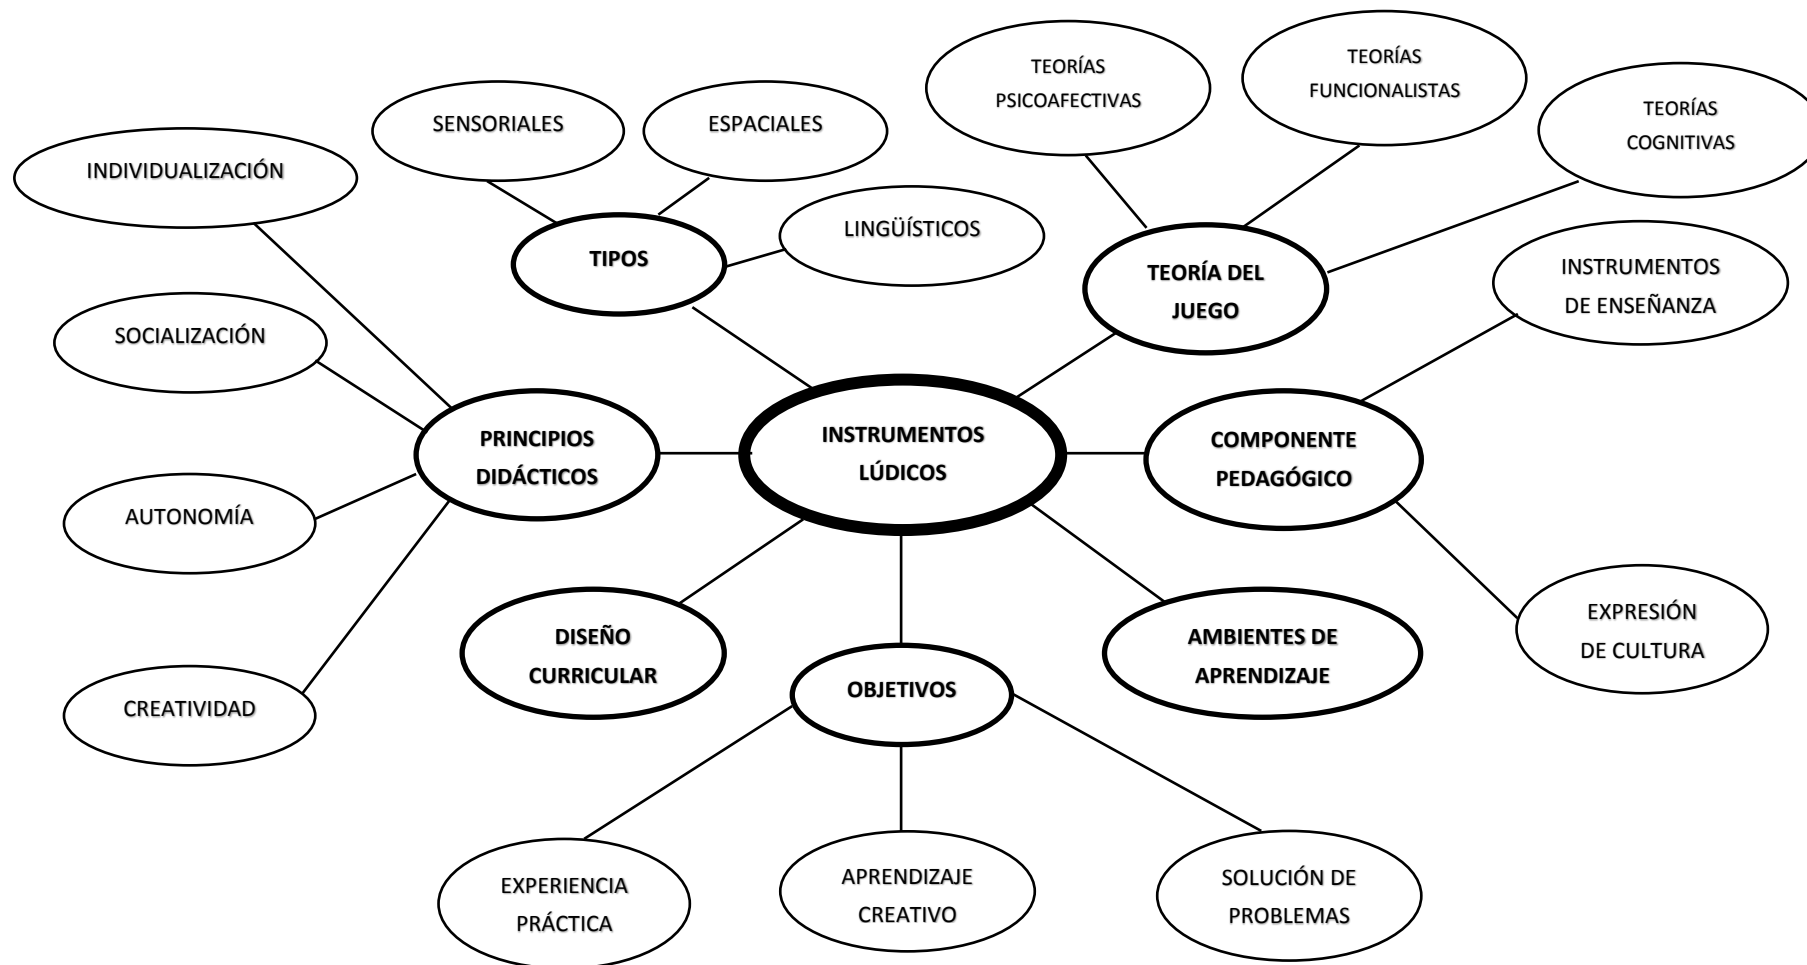 TEORÍAS
PSICOAFECTIVAS
TEORÍAS
FUNCIONALISTAS
TEORÍAS
COGNITIVAS
SENSORIALES
ESPACIALES
INDIVIDUALIZACIÓN
LINGÜÍSTICOS
TIPOS
TEORÍA DEL
JUEGO
INSTRUMENTOS
DE ENSEÑANZA
SOCIALIZACIÓN
PRINCIPIOS
DIDÁCTICOS
INSTRUMENTOS
LÚDICOS
COMPONENTE
PEDAGÓGICO
AUTONOMÍA
DISEÑO
CURRICULAR
AMBIENTES DE
APRENDIZAJE
EXPRESIÓN
DE CULTURA
OBJETIVOS
CREATIVIDAD
EXPERIENCIA
PRÁCTICA
APRENDIZAJE
CREATIVO
SOLUCIÓN DE
PROBLEMAS